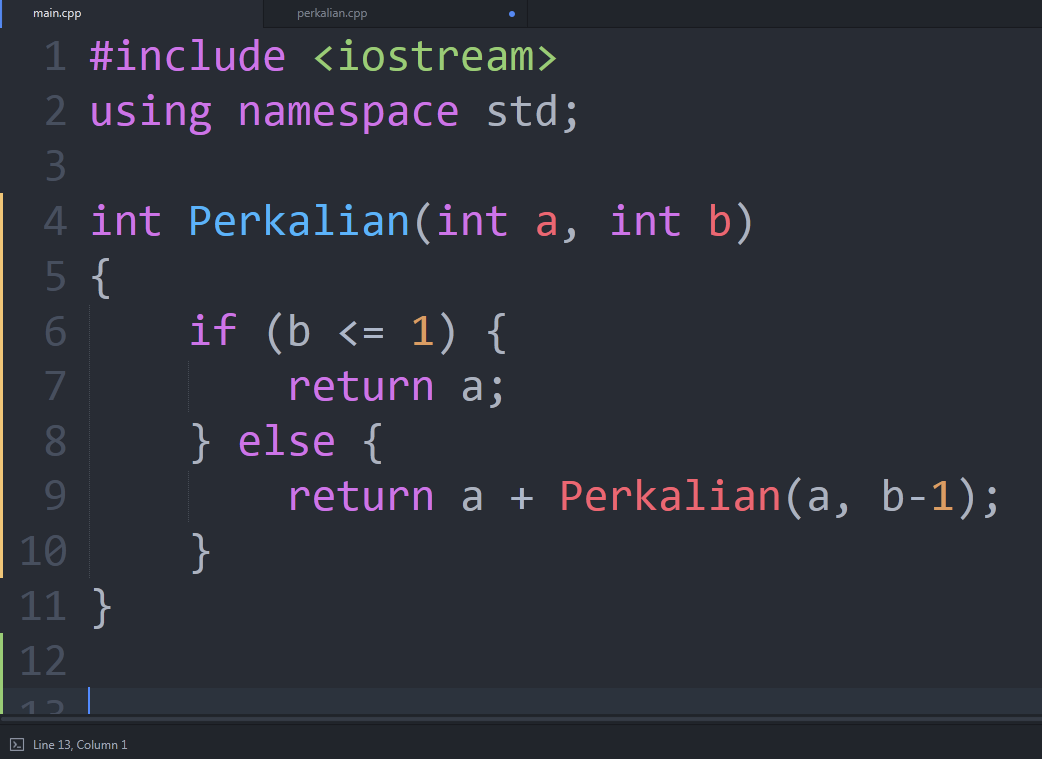 main.cpp perkalian.cpp
1 #include <iostream>
2 using namespace std;
3
4 int Perkalian(int a, int b)
5 {
6     if (b <= 1) {
7         return a;
8     } else {
9         return a + Perkalian(a, b-1);
10     }
11 }
12
13
Line 13, Column 1